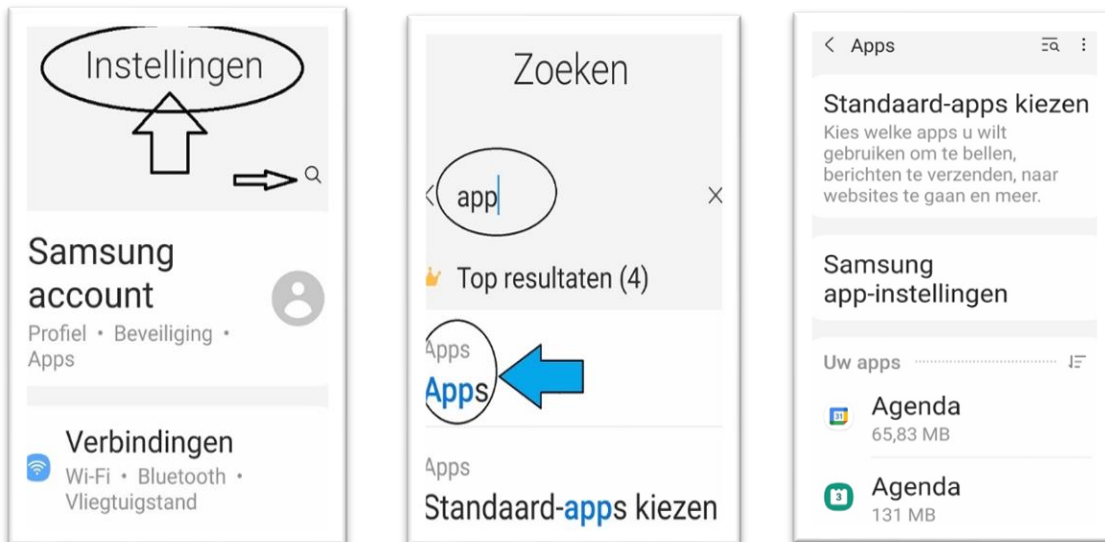 Instellingen
Samsung
account
Profiel • Beveiliging •
Apps
Verbindingen
Wi-Fi • Bluetooth •
Vliegtuigstand
Zoeken
app
Top resultaten (4)
Apps
Apps
Apps
Standaard-apps kiezen
Apps
Standaard-apps kiezen
Kies welke apps u wilt
gebruiken om te bellen,
berichten te verzenden, naar
websites te gaan en meer.
Samsung
app-instellingen
Uw apps
31
Agenda
65,83 MB
3
Agenda
131 MB